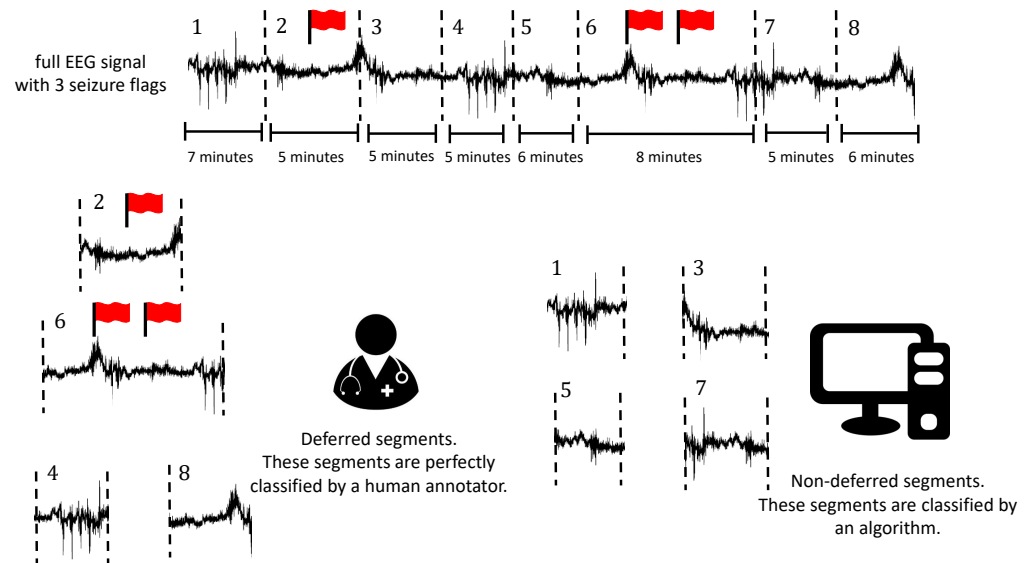 1 2 3 4 5 6 7 8
full EEG signal
with 3 seizure flags
7 minutes 5 minutes 5 minutes 5 minutes 6 minutes 8 minutes 5 minutes 6 minutes
2
6
4 8
Deferred segments.
These segments are perfectly
classified by a human annotator.
1 3
5 7
Non-deferred segments.
These segments are classified by
an algorithm.